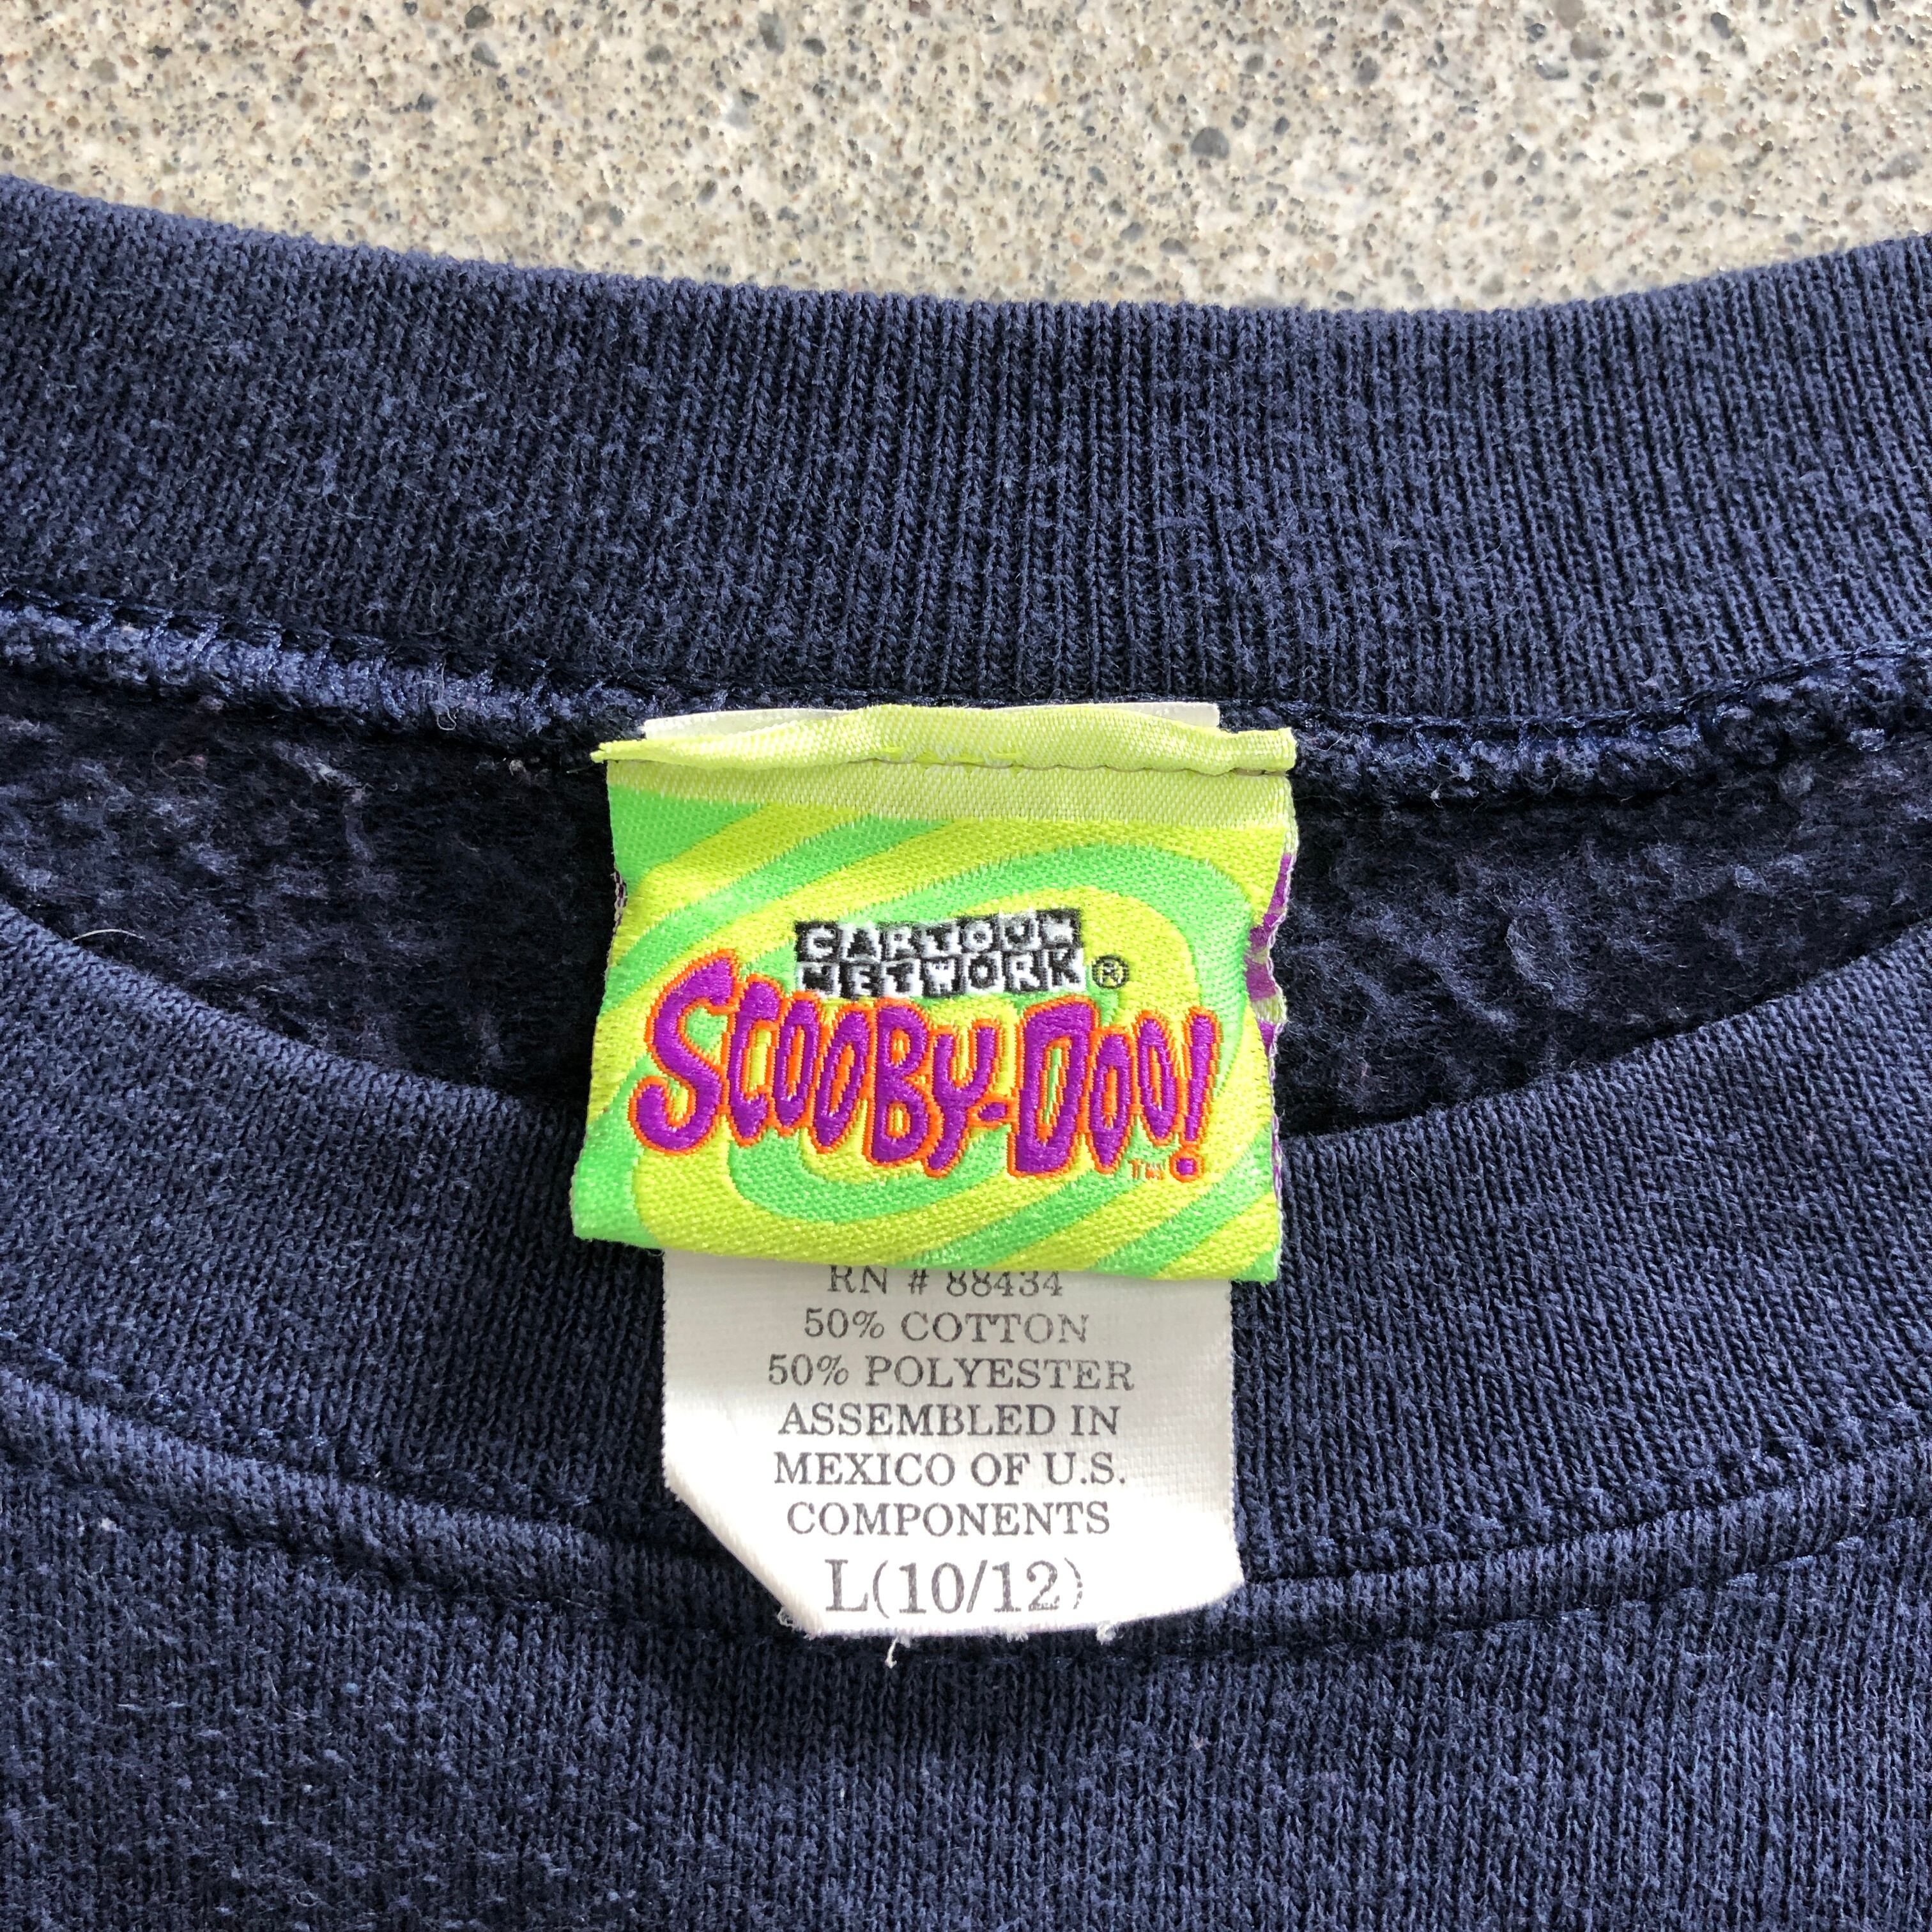 CARTOON
NETWORK ®
SCOOBY-DOO! ™
RN # 88434
50% COTTON
50% POLYESTER
ASSEMBLED IN
MEXICO OF U.S.
COMPONENTS
L(10/12)